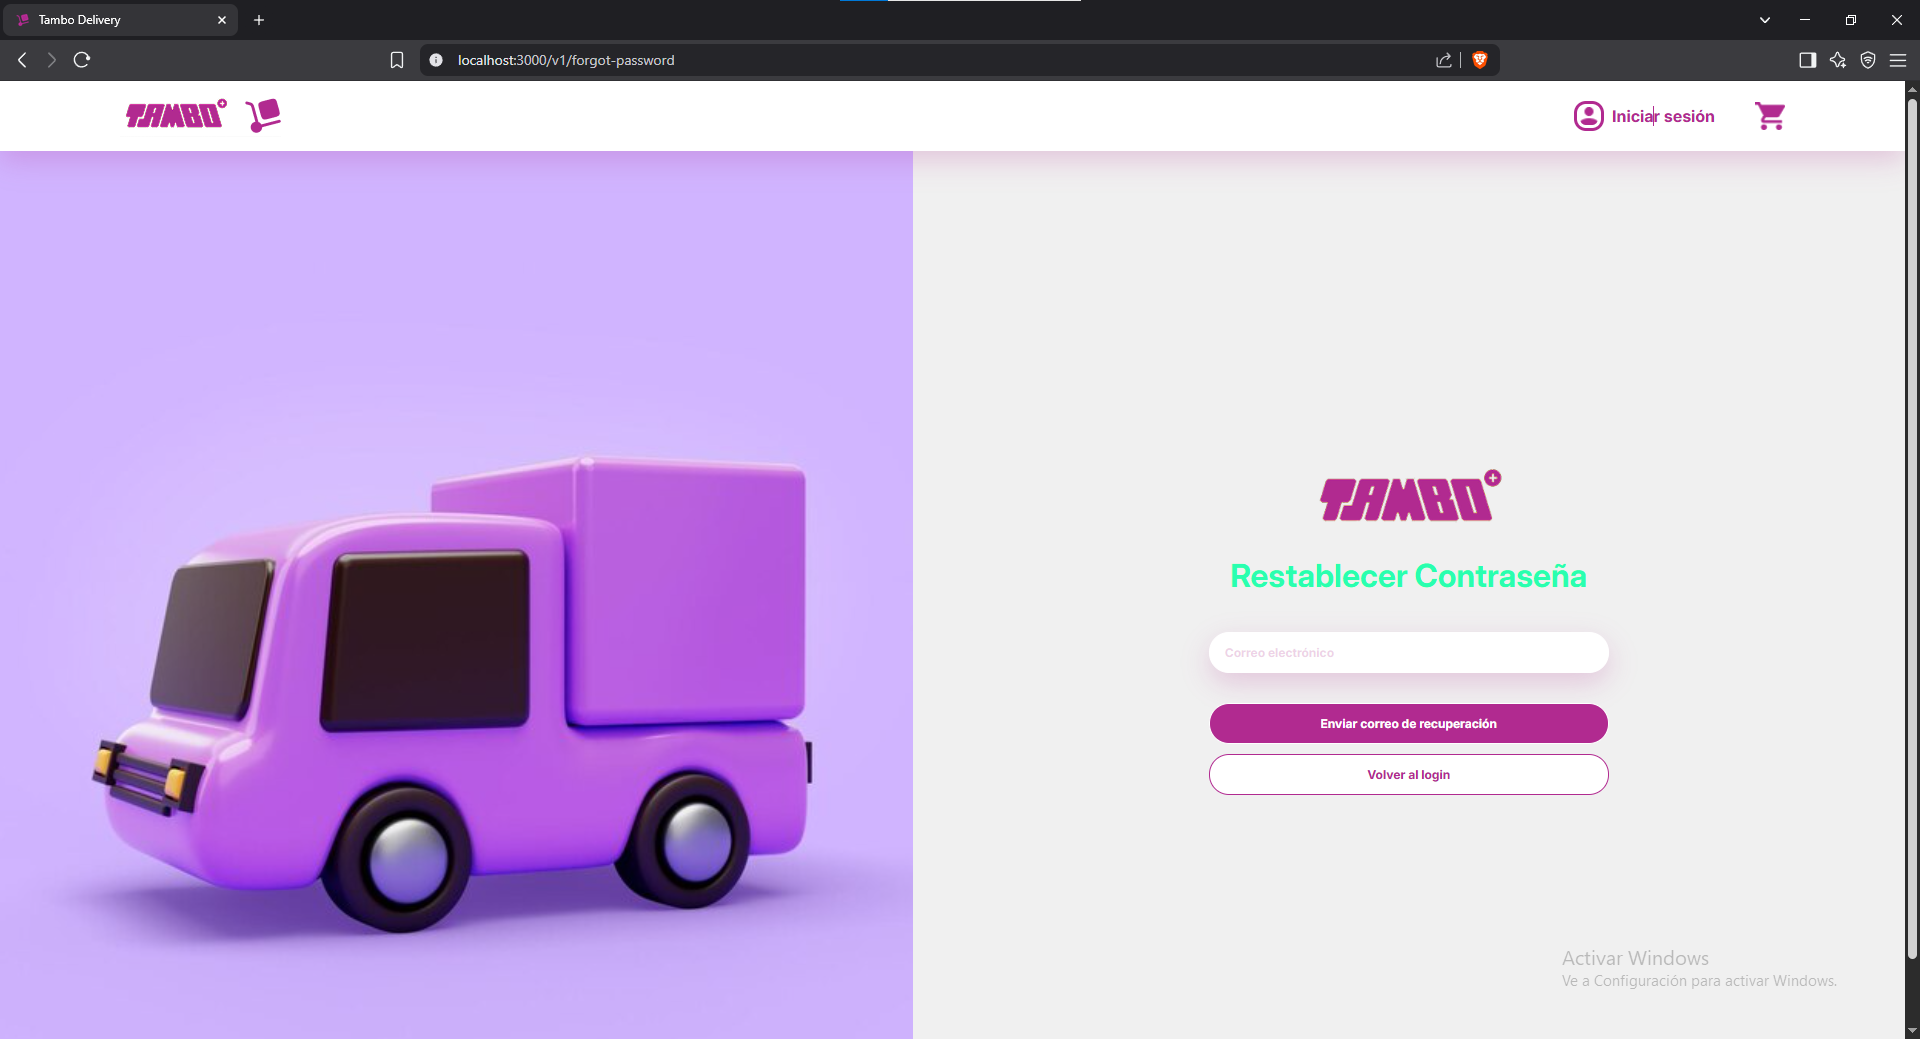 Tambo Delivery
localhost:3000/v1/forgot-password
TAMBO+
Iniciar sesión
TAMBO+
Restablecer Contraseña
Correo electrónico
Enviar correo de recuperación
Volver al login
Activar Windows
Ve a Configuración para activar Windows.